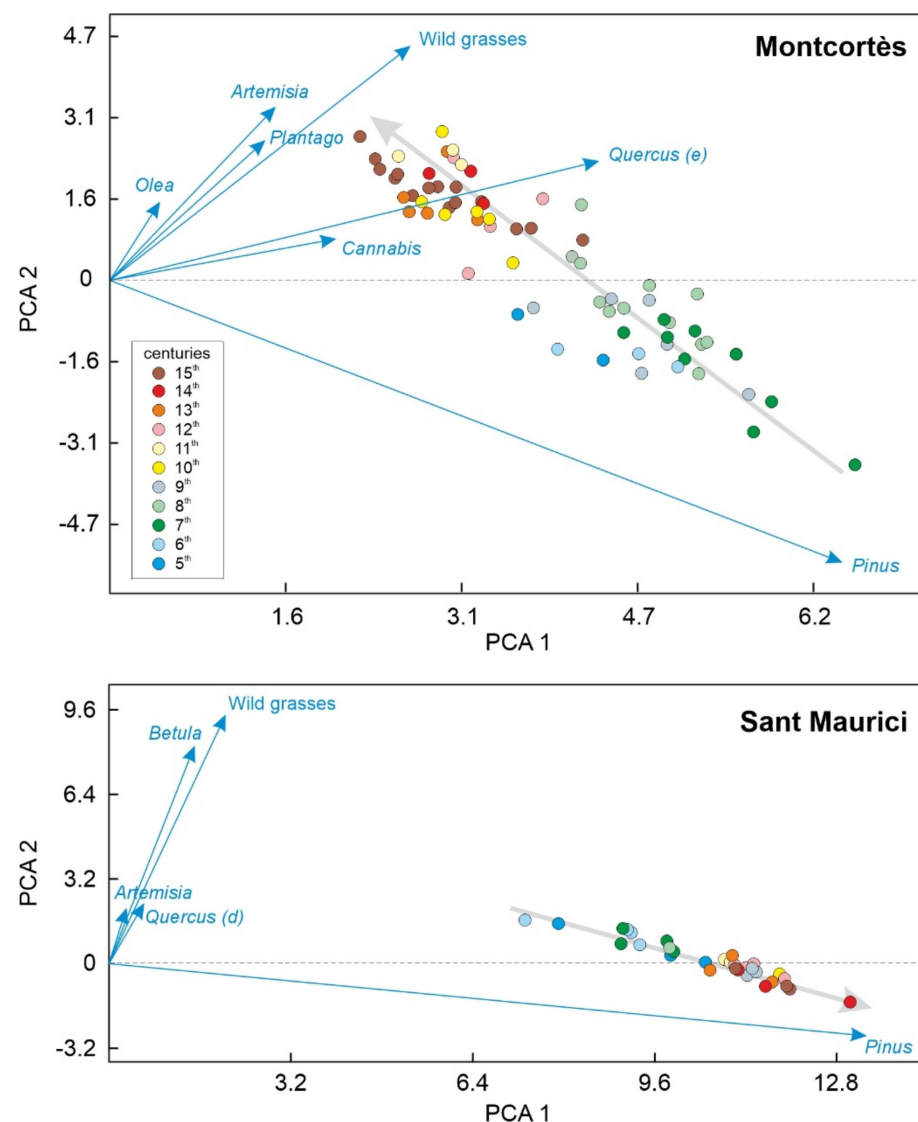 Montcortès
4.7
3.1
1.6
0
-1.6
-3.1
-4.7
PCA 2
Wild grasses
Artemisia
Plantago
Quercus (e)
Olea
Cannabis
Pinus
centuries
15th
14th
13th
12th
11th
10th
9th
8th
7th
6th
5th
1.6
3.1
4.7
6.2
PCA 1
Sant Maurici
9.6
6.4
3.2
0
-3.2
PCA 2
Wild grasses
Betula
Artemisia
Quercus (d)
Pinus
3.2
6.4
9.6
12.8
PCA 1